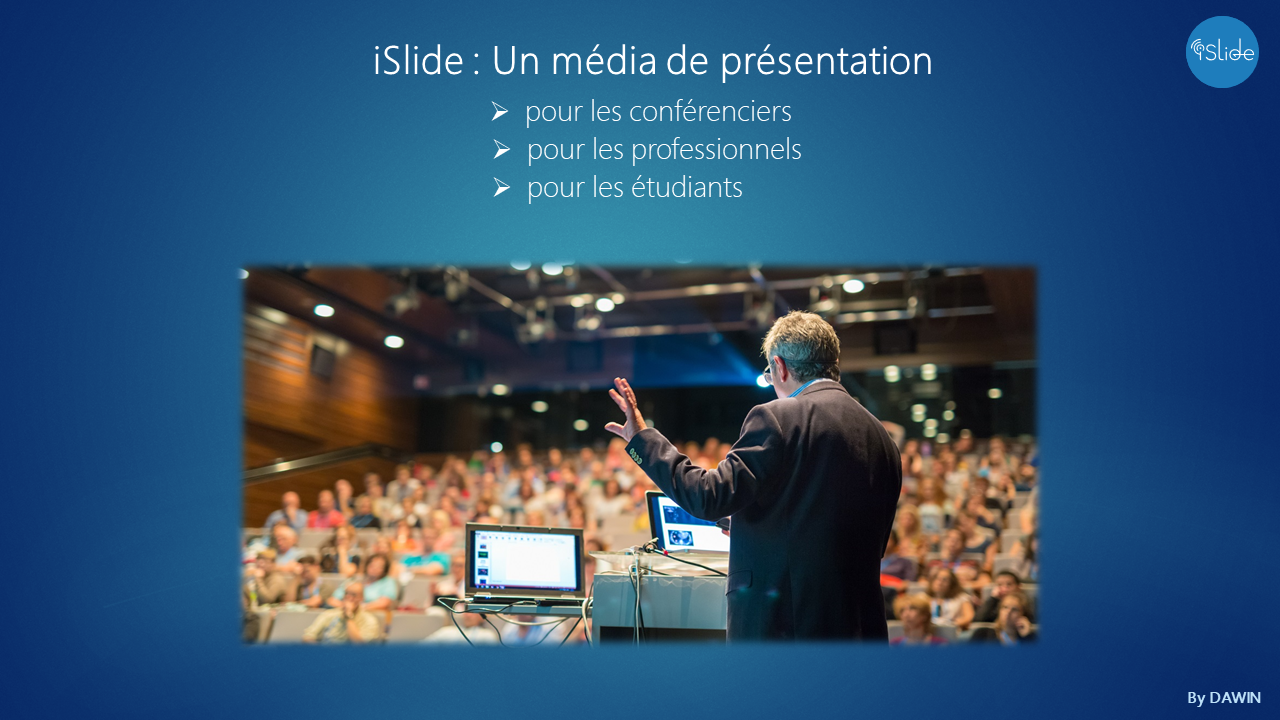 iSlide : Un média de présentation
iSlide
➢ pour les conférenciers
➢ pour les professionnels
➢ pour les étudiants
By DAWIN